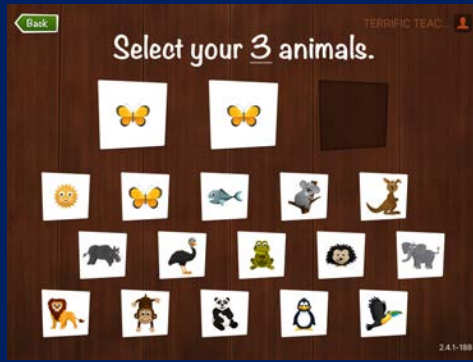 Back
TERRIFIC TEAC...
Select your 3 animals.
2.4.1-188